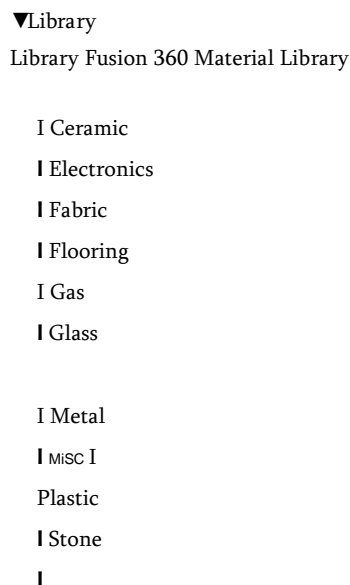 ▼Library
Library Fusion 360 Material Library
I Ceramic
I Electronics
I Fabric
I Flooring
I Gas
I Glass
I Metal
I MiSC I
Plastic
I Stone
I